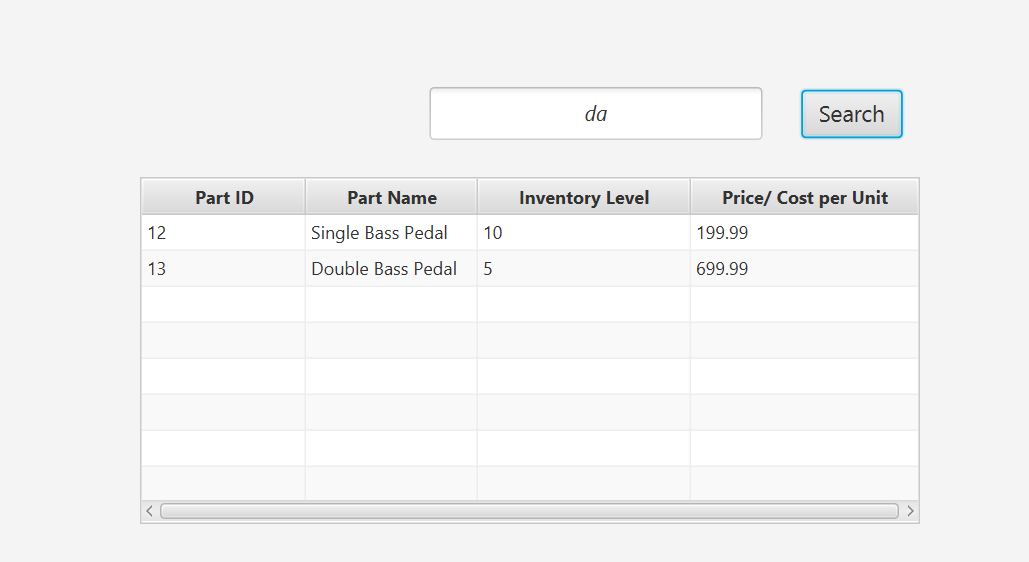 da Search
Part ID Part Name Inventory Level Price/ Cost per Unit
12 Single Bass Pedal 10 199.99
13 Double Bass Pedal 5 699.99